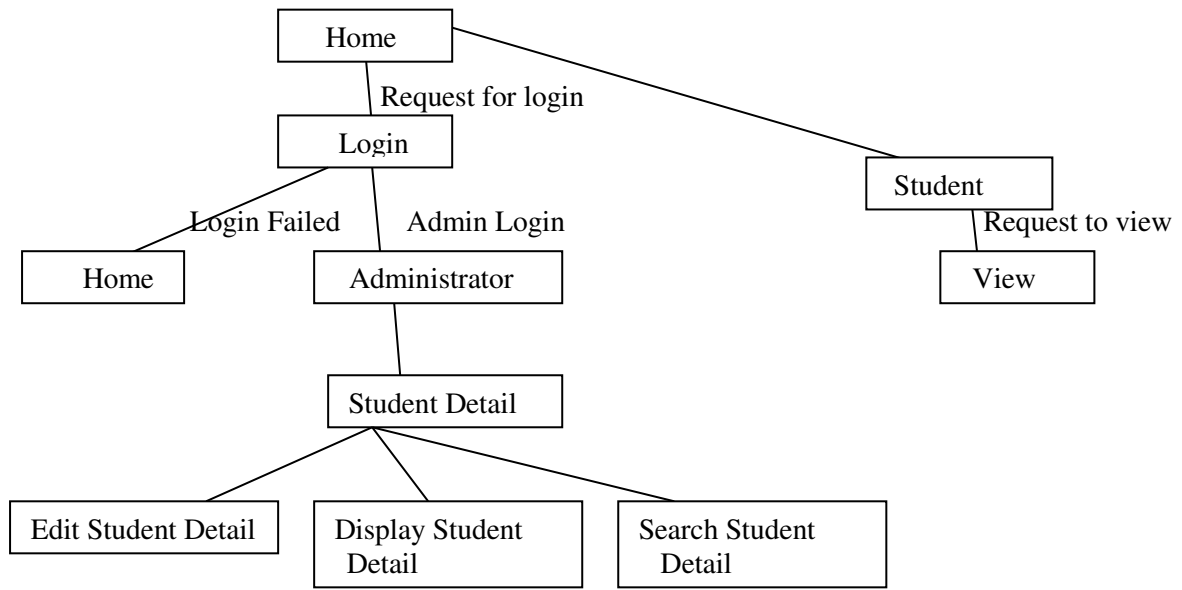 Home
Request for login
Login
Student
Login Failed
Admin Login
Request to view
Home
Administrator
View
Student Detail
Edit Student Detail
Display Student
Detail
Search Student
Detail